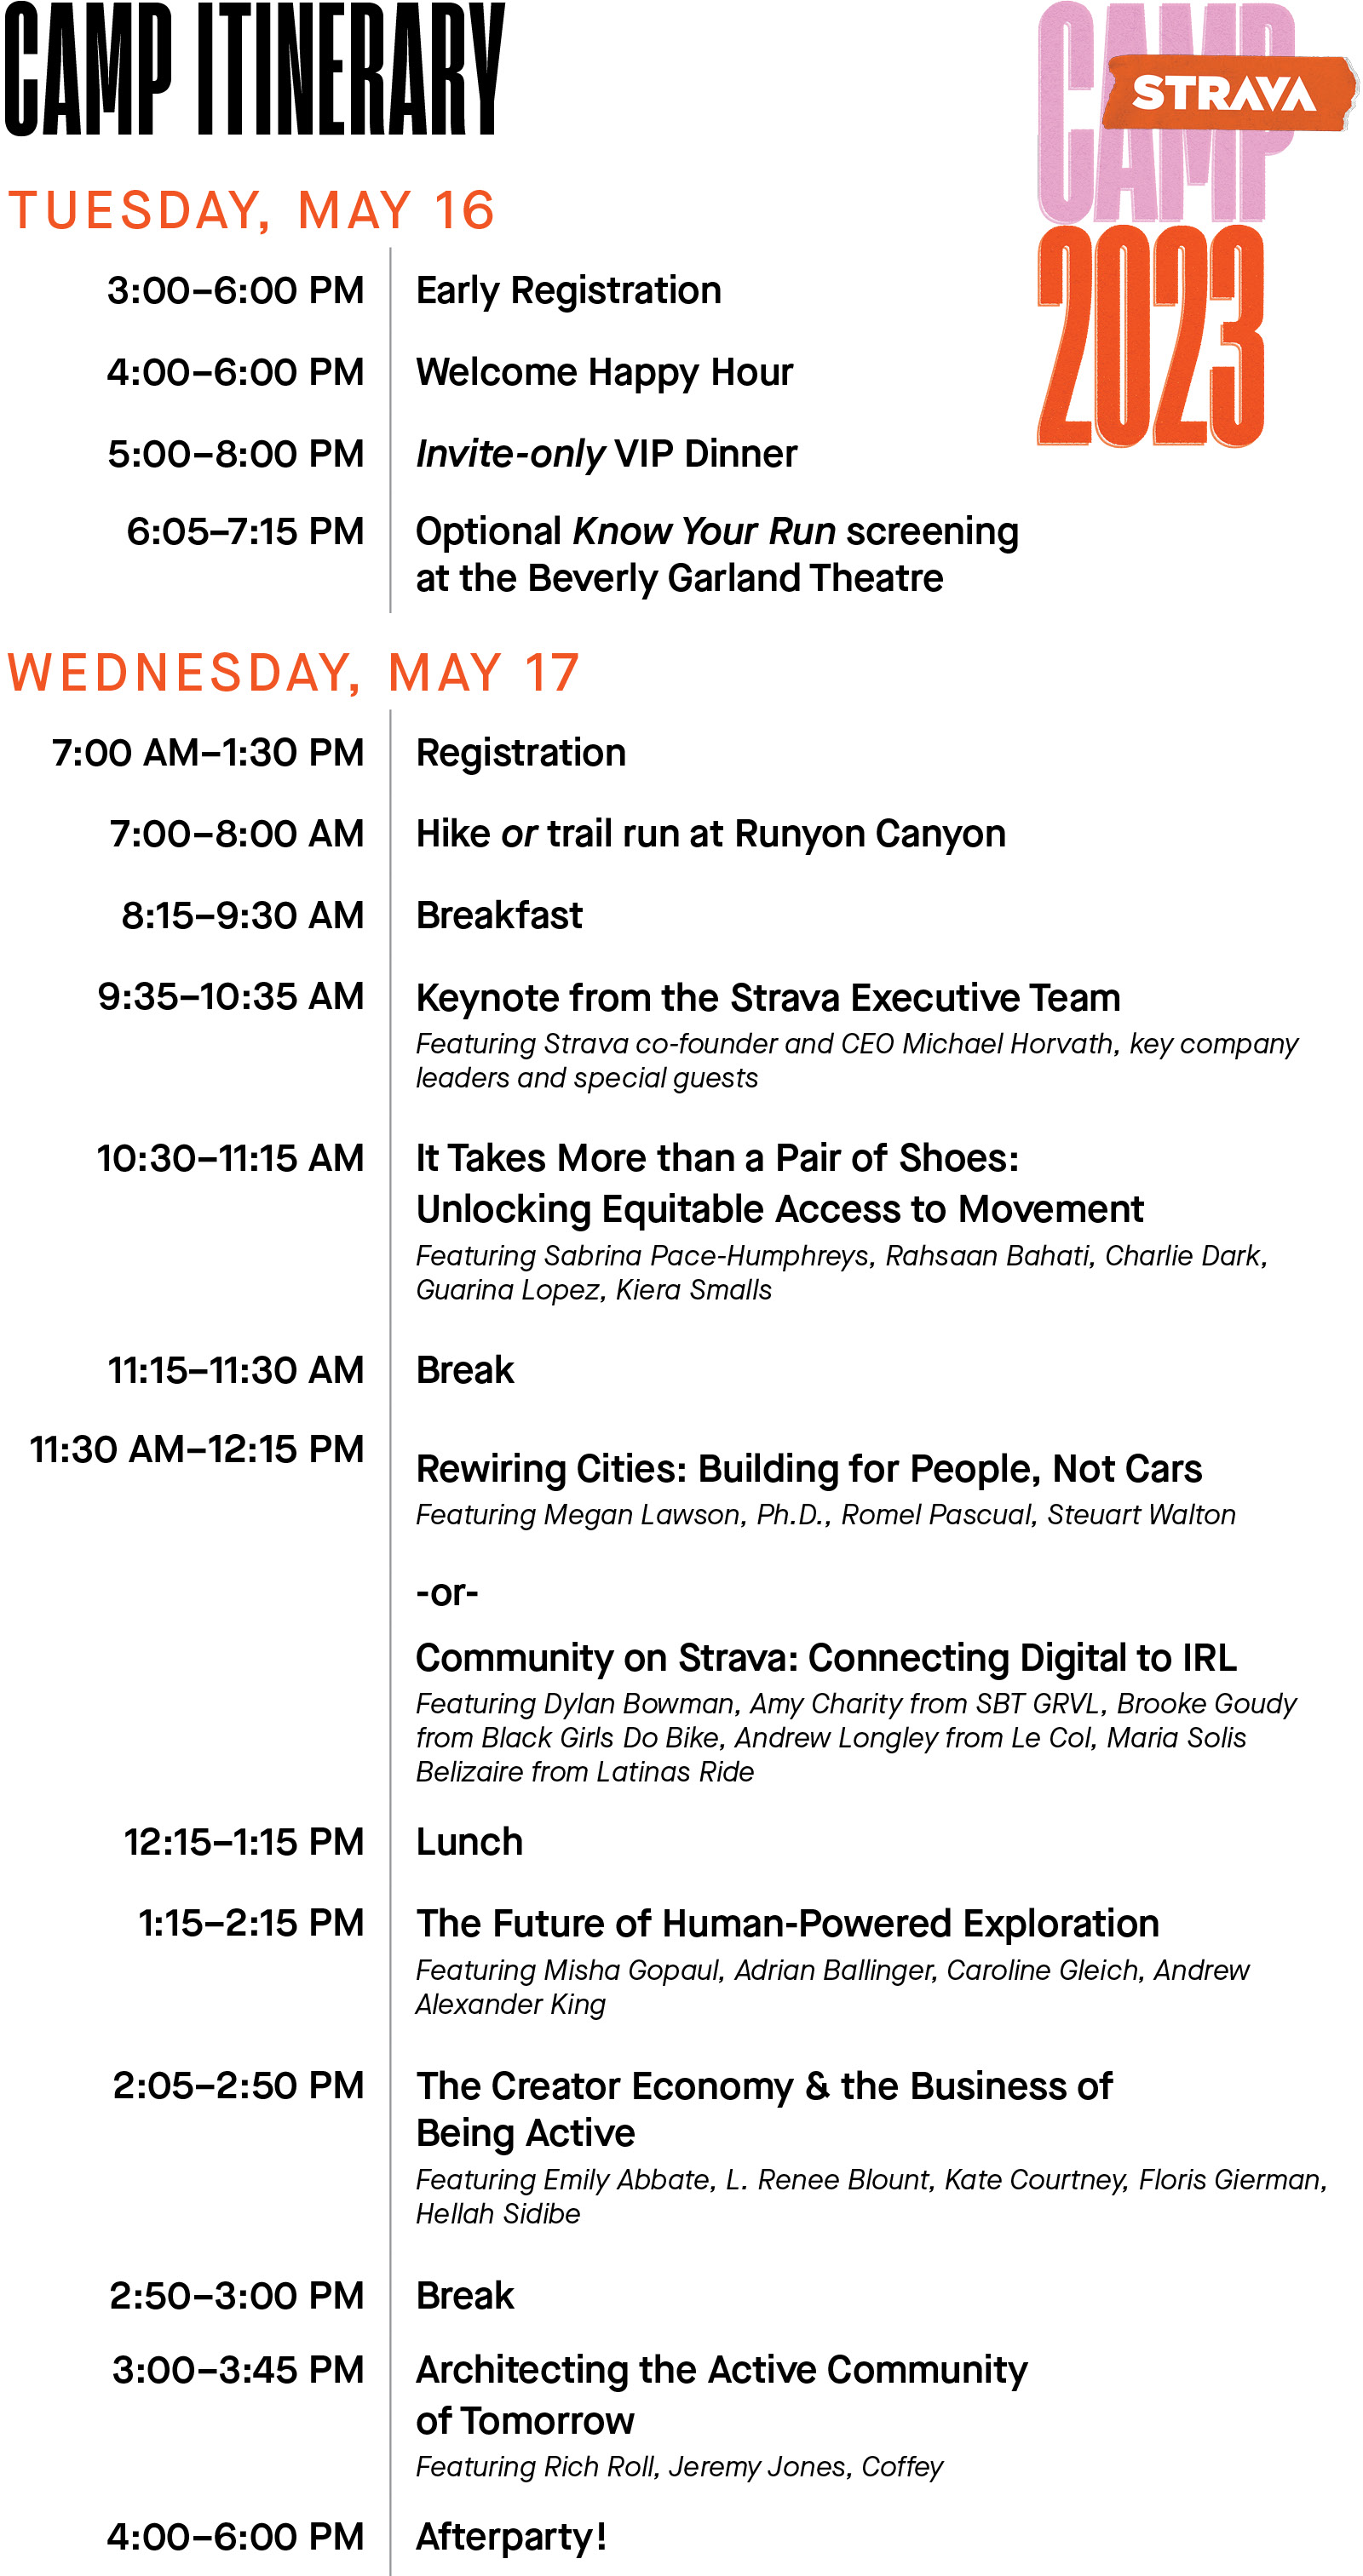 CAMP ITINERARY
CAMP
STRAVA
2023
TUESDAY, MAY 16
3:00–6:00 PM Early Registration
4:00–6:00 PM Welcome Happy Hour
5:00–8:00 PM Invite-only VIP Dinner
6:05–7:15 PM Optional Know Your Run screening
at the Beverly Garland Theatre
WEDNESDAY, MAY 17
7:00 AM–1:30 PM Registration
7:00–8:00 AM Hike or trail run at Runyon Canyon
8:15–9:30 AM Breakfast
9:35–10:35 AM Keynote from the Strava Executive Team
Featuring Strava co-founder and CEO Michael Horvath, key company
leaders and special guests
10:30–11:15 AM It Takes More than a Pair of Shoes:
Unlocking Equitable Access to Movement
Featuring Sabrina Pace-Humphreys, Rahsaan Bahati, Charlie Dark,
Guarina Lopez, Kiera Smalls
11:15–11:30 AM Break
11:30 AM–12:15 PM Rewiring Cities: Building for People, Not Cars
Featuring Megan Lawson, Ph.D., Romel Pascual, Steuart Walton
-or-
Community on Strava: Connecting Digital to IRL
Featuring Dylan Bowman, Amy Charity from SBT GRVL, Brooke Goudy
from Black Girls Do Bike, Andrew Longley from Le Col, Maria Solis
Belizaire from Latinas Ride
12:15–1:15 PM Lunch
1:15–2:15 PM The Future of Human-Powered Exploration
Featuring Misha Gopaul, Adrian Ballinger, Caroline Gleich, Andrew
Alexander King
2:05–2:50 PM The Creator Economy & the Business of
Being Active
Featuring Emily Abbate, L. Renee Blount, Kate Courtney, Floris Gierman,
Hellah Sidibe
2:50–3:00 PM Break
3:00–3:45 PM Architecting the Active Community
of Tomorrow
Featuring Rich Roll, Jeremy Jones, Coffey
4:00–6:00 PM Afterparty!